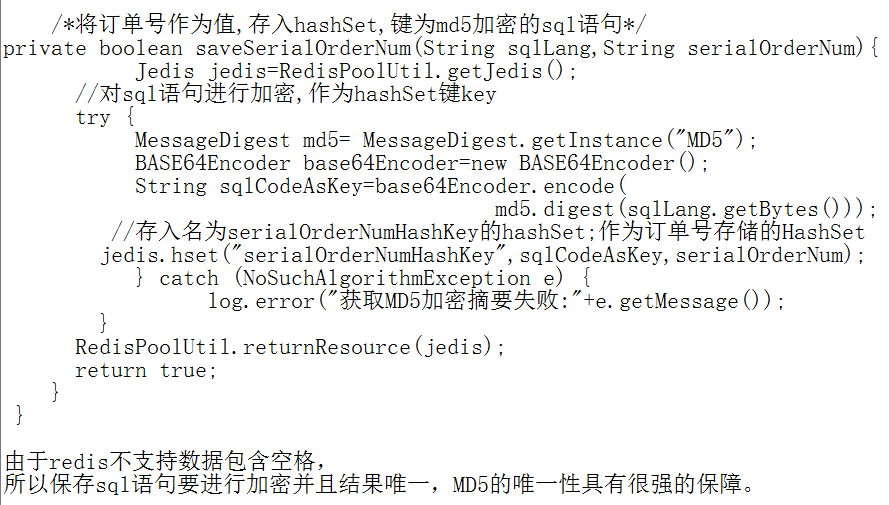 /*将订单号作为值,存入hashSet,键为md5加密的sql语句*/
private boolean saveSerialOrderNum(String sqlLang,String serialOrderNum){
Jedis jedis=RedisPoolUtil.getJedis();
//对sql语句进行加密,作为hashSet键key
try {
MessageDigest md5= MessageDigest.getInstance("MD5");
BASE64Encoder base64Encoder=new BASE64Encoder();
String sqlCodeAsKey=base64Encoder.encode(
md5.digest(sqlLang.getBytes()));
//存入名为serialOrderNumHashKey的hashSet;作为订单号存储的HashSet
jedis.hset("serialOrderNumHashKey",sqlCodeAsKey,serialOrderNum);
} catch (NoSuchAlgorithmException e) {
log.error("获取MD5加密摘要失败:"+e.getMessage());
}
RedisPoolUtil.returnResource(jedis);
return true;
}
}
由于redis不支持数据包含空格，
所以保存sql语句要进行加密并且结果唯一，MD5的唯一性具有很强的保障。